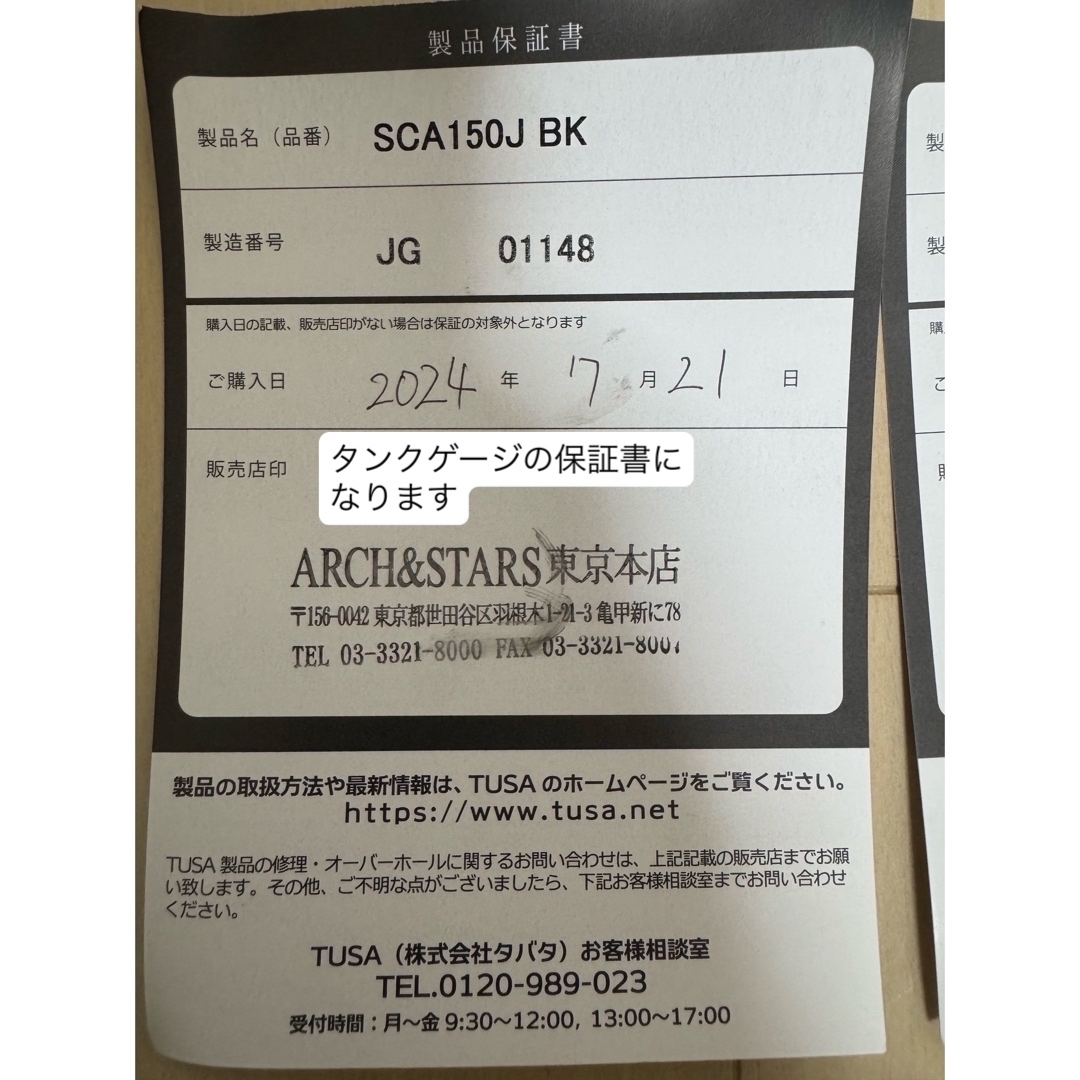 製品保証書
製品名（品番） SCA150J BK
製造番号 JG 01148
購入日の記載、販売店印がない場合は保証の対象外となります
ご購入日 2024 年 7 月 21 日
販売店印
タンクゲージの保証書に
なります
ARCH&STARS東京本店
〒156-0042 東京都世田谷区羽根木1-21-3 亀甲新に78
TEL 03-3321-8000 FAX 03-3321-8007
製品の取扱方法や最新情報は、TUSA のホームページをご覧ください。
https://www.tusa.net
TUSA 製品の修理・オーバーホールに関するお問い合わせは、上記記載の販売店までお願
い致します。その他、ご不明な点がございましたら、下記お客様相談室までお問い合わせ
ください。
TUSA（株式会社タバタ）お客様相談室
TEL.0120-989-023
受付時間：月〜金 9:30〜12:00, 13:00〜17:00
製
製
購
ご